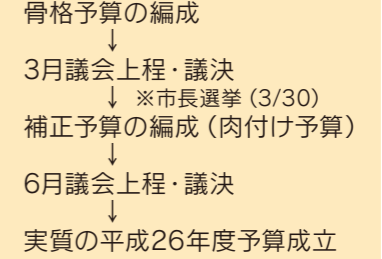 骨格予算の編成
↓
3月議会上程・議決
↓ ※市長選挙（3/30）
補正予算の編成（肉付け予算）
↓
6月議会上程・議決
↓
実質の平成26年度予算成立